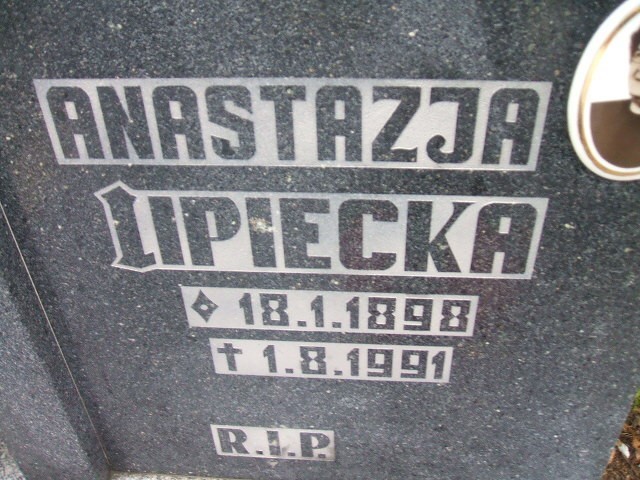 ANASTAZJA
LIPIECKA
18.1.1898
† 1.8.1991
R.I.P.